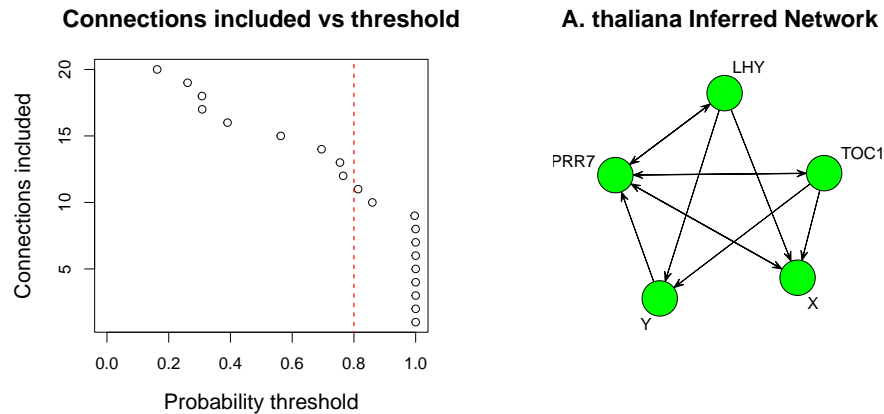 Connections included vs threshold
A. thaliana Inferred Network
Connections included
20
15
10
5
0.0 0.2 0.4 0.6 0.8 1.0
Probability threshold
LHY
TOC1
PRR7
X
Y